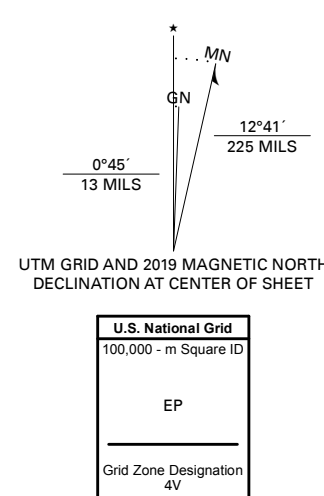 ★
MN
GN
12°41´
225 MILS
0°45´
13 MILS
UTM GRID AND 2019 MAGNETIC NORTH
DECLINATION AT CENTER OF SHEET
U.S. National Grid
100,000 - m Square ID
EP
Grid Zone Designation
4V